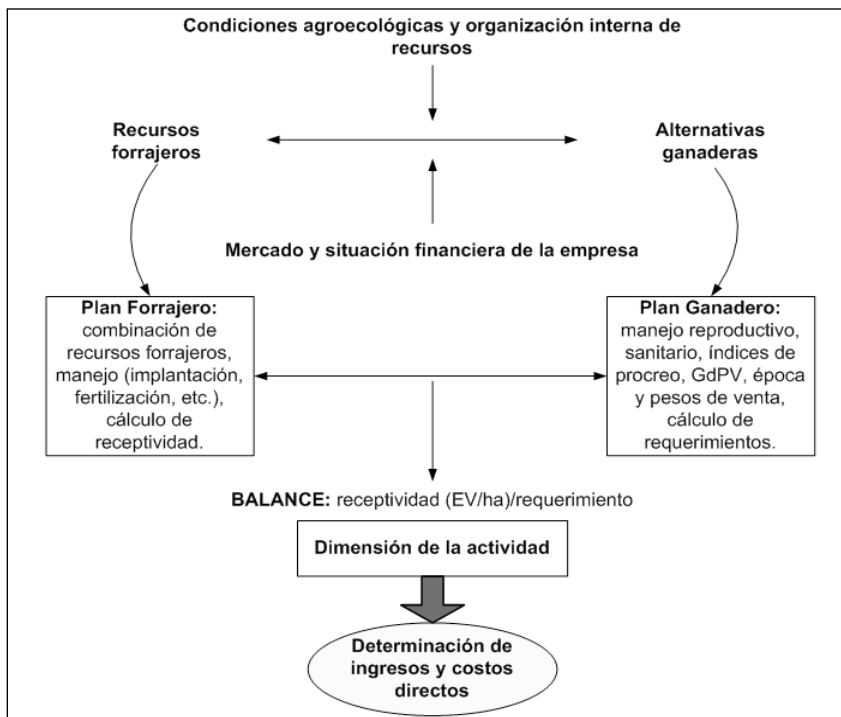 Condiciones agroecológicas y organización interna de
recursos
Recursos
forrajeros
Alternativas
ganaderas
Mercado y situación financiera de la empresa
Plan Forrajero:
combinación de
recursos forrajeros,
manejo (implantación,
fertilización, etc.),
cálculo de
receptividad.
Plan Ganadero:
manejo reproductivo,
sanitario, índices de
procreo, GdPV, época
y pesos de venta,
cálculo de
requerimientos.
BALANCE: receptividad (EV/ha)/requerimiento
Dimensión de la actividad
Determinación de
ingresos y costos
directos